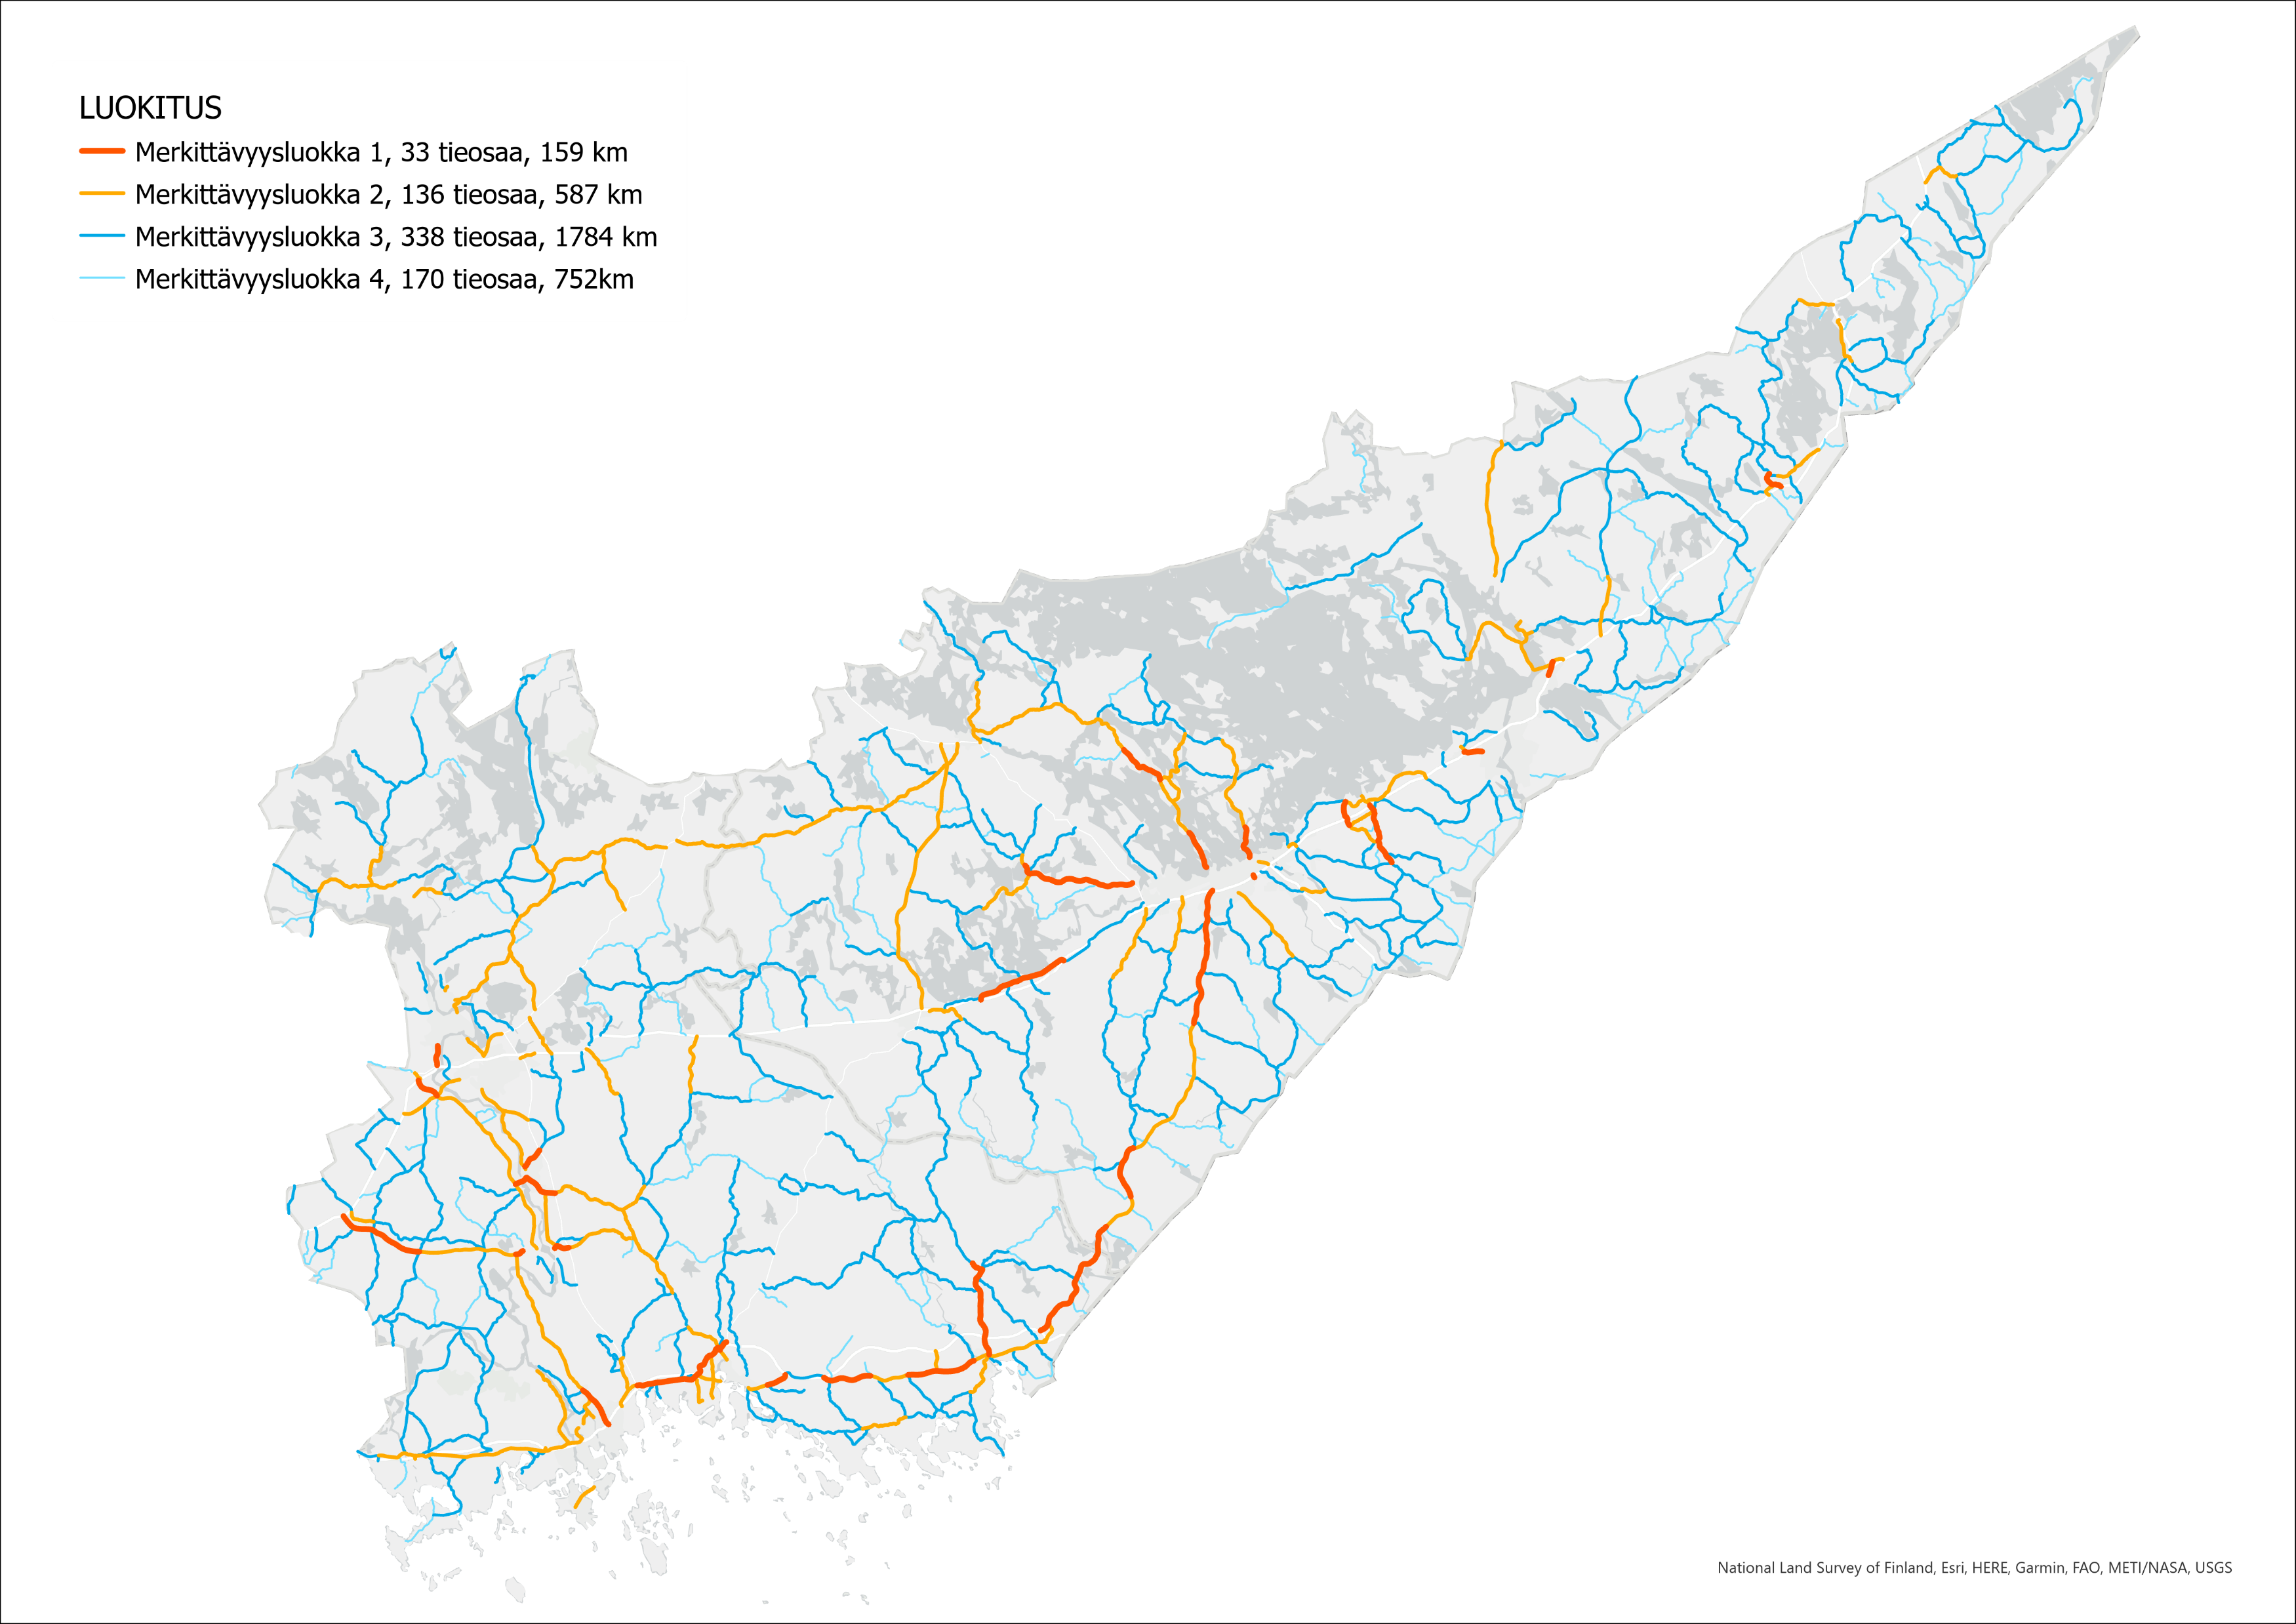 LUOKITUS
Merkittävyysluokka 1, 33 tieosaa, 159 km
Merkittävyysluokka 2, 136 tieosaa, 587 km
Merkittävyysluokka 3, 338 tieosaa, 1784 km
Merkittävyysluokka 4, 170 tieosaa, 752km
National Land Survey of Finland, Esri, HERE, Garmin, FAO, METI/NASA, USGS